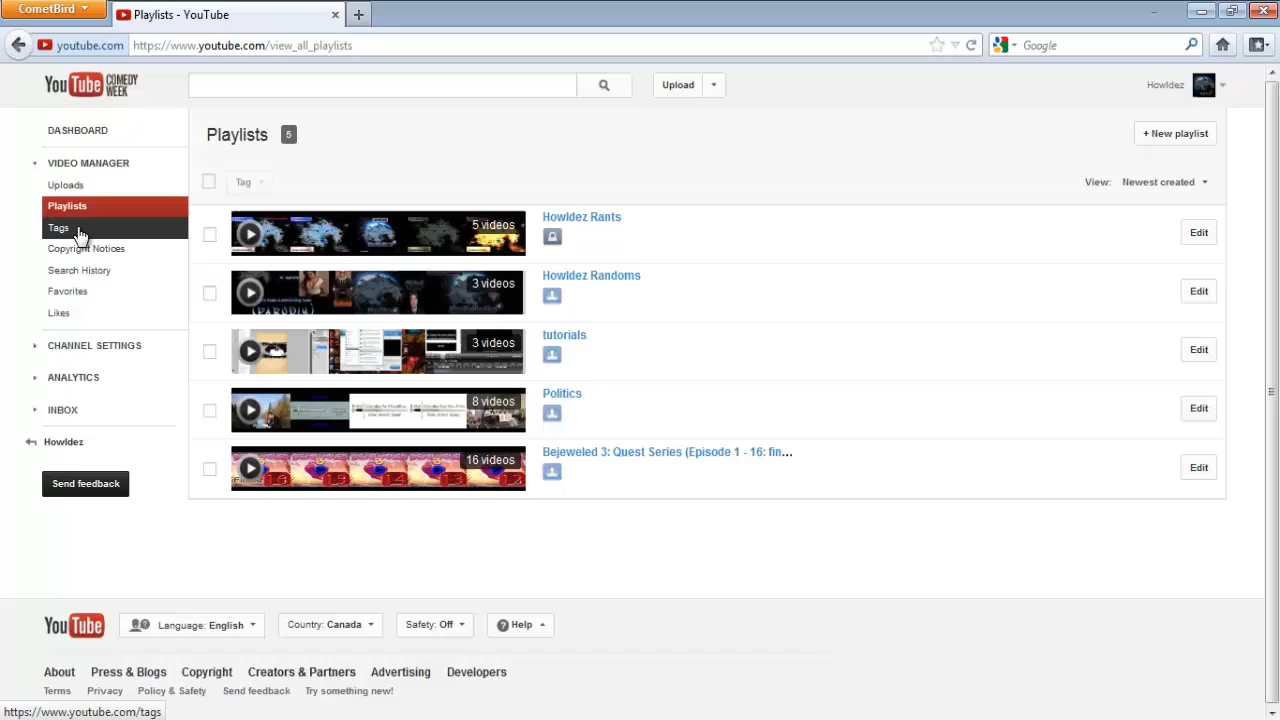 CometBird
Playlists - YouTube
youtube.com https://www.youtube.com/view_all_playlists
Google
YouTube COMEDY WEEK
Upload
Howldez
DASHBOARD
VIDEO MANAGER
Uploads
Playlists
Tags
Copyright Notices
Search History
Favorites
Likes
CHANNEL SETTINGS
ANALYTICS
INBOX
Howldez
Send feedback
Playlists 5
+ New playlist
Tag
View: Newest created
5 videos
Howldez Rants
Edit
(PARODIY)
3 videos
Howldez Randoms
Edit
3 videos
tutorials
Edit
8 videos
Politics
Edit
16 videos
Bejeweled 3: Quest Series (Episode 1 - 16: fin...
Edit
YouTube
Language: English
Country: Canada
Safety: Off
Help
About Press & Blogs Copyright Creators & Partners Advertising Developers
Terms Privacy Policy & Safety Send feedback Try something new!
https://www.youtube.com/tags